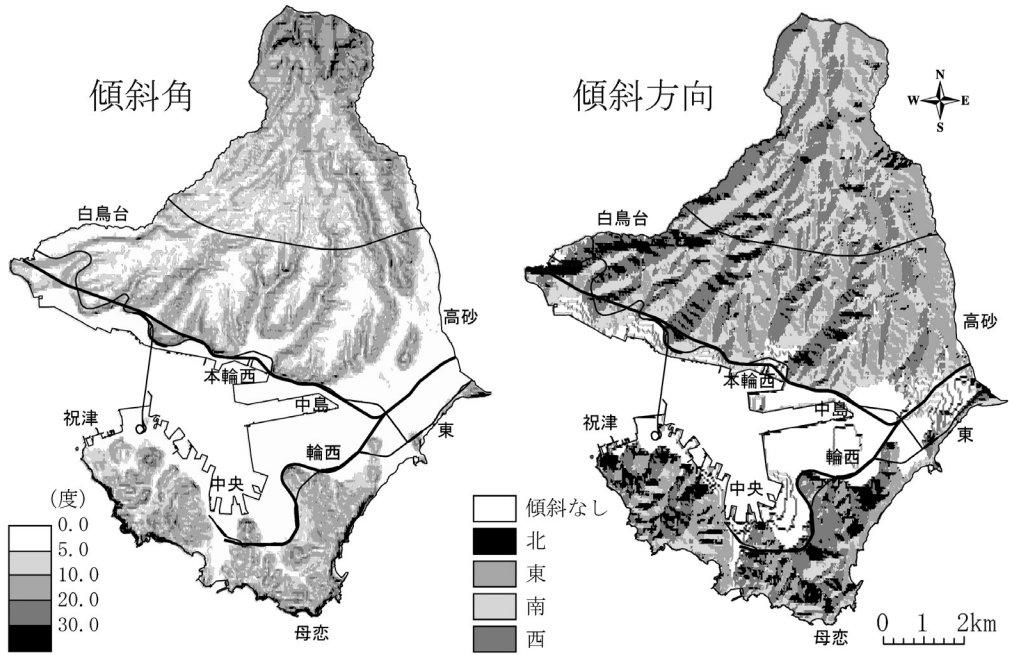 傾斜角
白鳥台
高砂
本輪西
中島
祝津
東
輪西
中央
母恋
(度)
0.0
5.0
10.0
20.0
30.0
傾斜方向
N
W E
S
白鳥台
高砂
本輪西
中島
祝津
東
輪西
中央
母恋
傾斜なし
北
東
南
西
0 1 2km